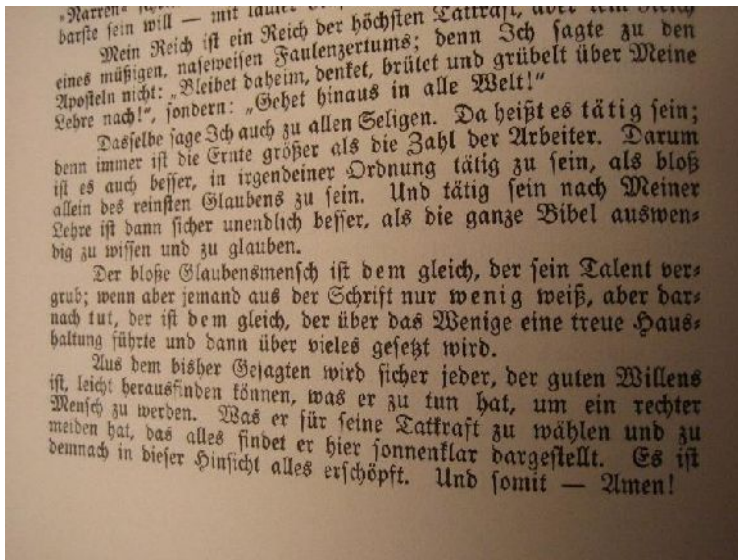 "Narren"
barste sein will — mit lauter
Mein Reich ist ein Reich der höchsten Tatkraft, aber kein Reich
eines müßigen, naseweisen Faulenzertums; denn Ich sagte zu den
Aposteln nicht: „Bleibet daheim, denket, brütet und grübelt über Meine
Lehre nach!“, sondern: „Gehet hinaus in alle Welt!“
Dasselbe sage Ich auch zu allen Seligen. Da heißt es tätig sein;
denn immer ist die Ernte größer als die Zahl der Arbeiter. Darum
ist es auch besser, in irgendeiner Ordnung tätig zu sein, als bloß
allein des reinsten Glaubens zu sein. Und tätig sein nach Meiner
Lehre ist dann sicher unendlich besser, als die ganze Bibel auswen-
dig zu wissen und zu glauben.
Der bloße Glaubensmensch ist dem gleich, der sein Talent ver-
grub; wenn aber jemand aus der Schrift nur wenig weiß, aber dar-
nach tut, der ist dem gleich, der über das Wenige eine treue Haus-
haltung führte und dann über vieles gesetzt wird.
Aus dem bisher Gesagten wird sicher jeder, der guten Willens
ist, leicht herausfinden können, was er zu tun hat, um ein rechter
Mensch zu werden. Was er für seine Tatkraft zu wählen und zu
meiden hat, das alles findet er hier sonnenklar dargestellt. Es ist
demnach in dieser Hinsicht alles erschöpft. Und somit — Amen!